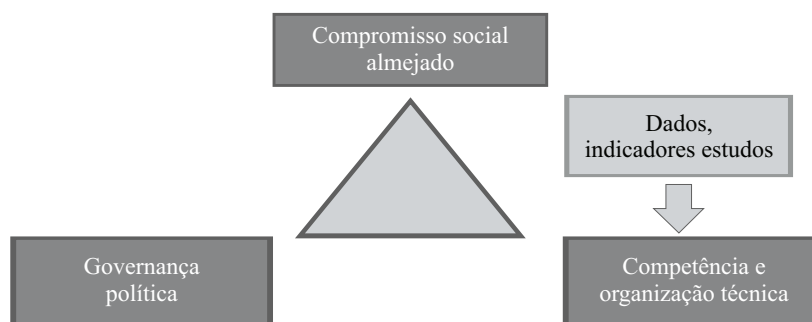 Compromisso social
almejado
Dados,
indicadores estudos
Governança
política
Competência e
organização técnica